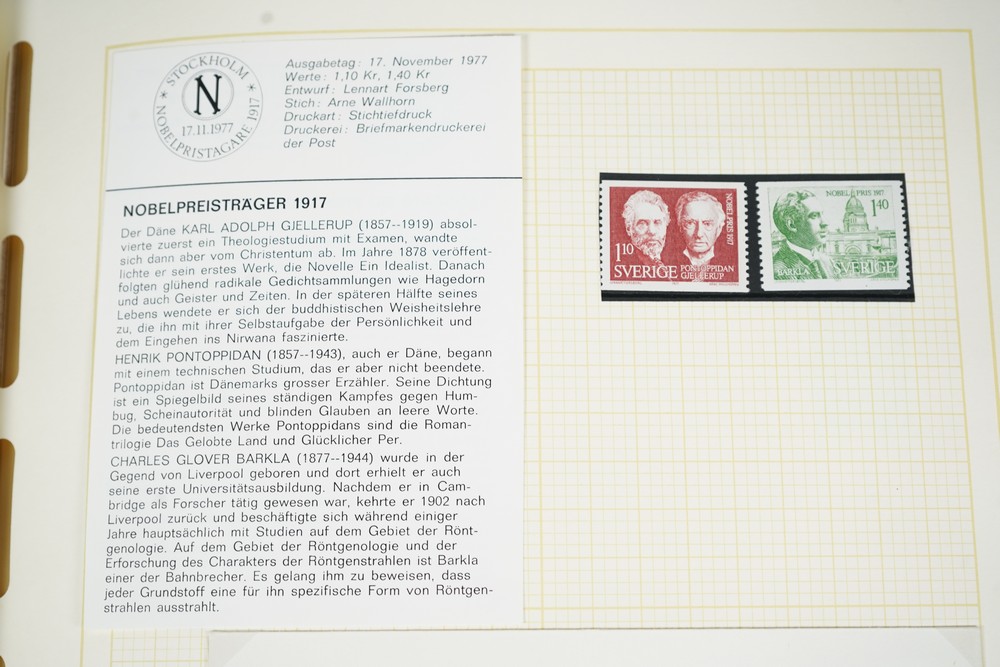 STOCKHOLM
N
17.11.1977
NOBELPRISTAGARE 1917
Ausgabetag: 17. November 1977
Werte: 1,10 Kr, 1,40 Kr
Entwurf: Lennart Forsberg
Stich: Arne Wallhorn
Druckart: Stichtiefdruck
Druckerei: Briefmarkendruckerei
der Post
NOBELPREISTRÄGER 1917
Der Däne KARL ADOLPH GJELLERUP (1857--1919) absol-
vierte zuerst ein Theologiestudium mit Examen, wandte
sich dann aber vom Christentum ab. Im Jahre 1878 veröffent-
lichte er sein erstes Werk, die Novelle Ein Idealist. Danach
folgten glühend radikale Gedichtsammlungen wie Hagedorn
und auch Geister und Zeiten. In der späteren Hälfte seines
Lebens wendete er sich der buddhistischen Weisheitslehre
zu, die ihn mit ihrer Selbstaufgabe der Persönlichkeit und
dem Eingehen ins Nirwana faszinierte.
HENRIK PONTOPPIDAN (1857--1943), auch er Däne, begann
mit einem technischen Studium, das er aber nicht beendete.
Pontoppidan ist Dänemarks grosser Erzähler. Seine Dichtung
ist ein Spiegelbild seines ständigen Kampfes gegen Hum-
bug, Scheinautorität und blinden Glauben an leere Worte.
Die bedeutendsten Werke Pontoppidans sind die Roman-
trilogie Das Gelobte Land und Glücklicher Per.
CHARLES GLOVER BARKLA (1877--1944) wurde in der
Gegend von Liverpool geboren und dort erhielt er auch
seine erste Universitätsausbildung. Nachdem er in Cam-
bridge als Forscher tätig gewesen war, kehrte er 1902 nach
Liverpool zurück und beschäftigte sich während einiger
Jahre hauptsächlich mit Studien auf dem Gebiet der Rönt-
genologie. Auf dem Gebiet der Röntgenologie und der
Erforschung des Charakters der Röntgenstrahlen ist Barkla
einer der Bahnbrecher. Es gelang ihm zu beweisen, dass
jeder Grundstoff eine für ihn spezifische Form von Röntgen-
strahlen ausstrahlt.
NOBELPRIS 1917
110
SVERIGE
PONTOPPIDAN
GJELLERUP
NOBELPRIS 1917
140
BARKLA
SVERIGE